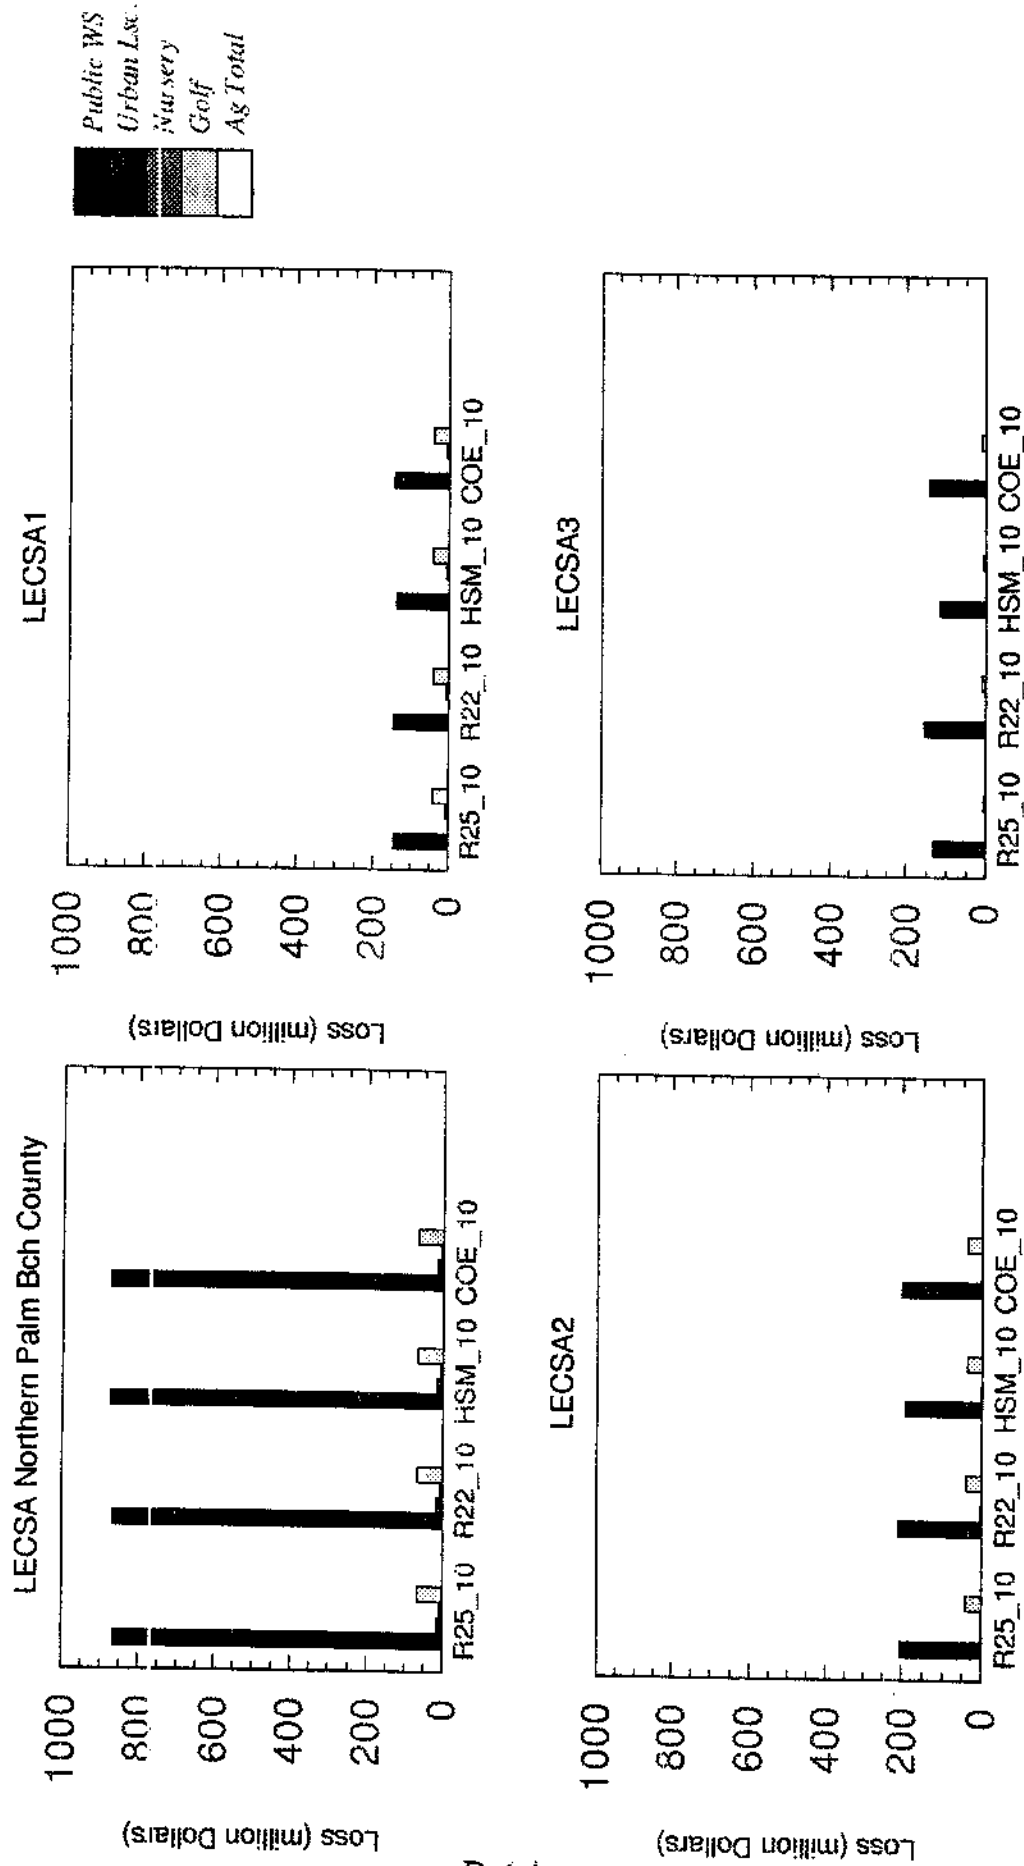 Public WS
Urban Lsc.
Nursery
Golf
Ag Total
LECSA Northern Palm Bch County
Loss (million Dollars)
1000
800
600
400
200
0
R25_10 R22_10 HSM_10 COE_10
LECSA1
Loss (million Dollars)
1000
800
600
400
200
0
R25_10 R22_10 HSM_10 COE_10
LECSA2
Loss (million Dollars)
1000
800
600
400
200
0
R25_10 R22_10 HSM_10 COE_10
LECSA3
Loss (million Dollars)
1000
800
600
400
200
0
R25_10 R22_10 HSM_10 COE_10